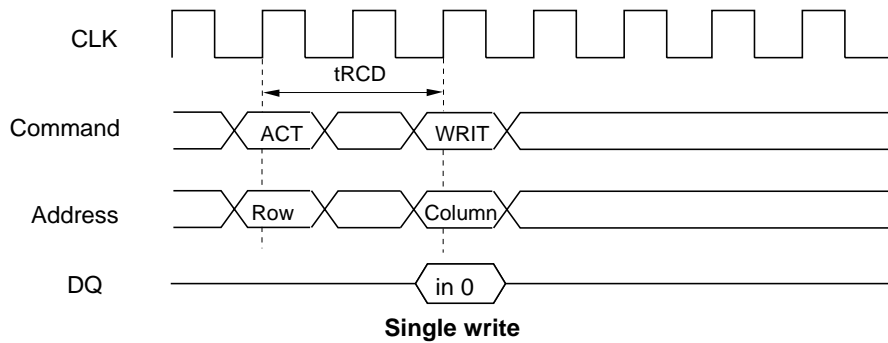 CLK
tRCD
Command ACT WRIT
Address Row Column
DQ in 0
Single write